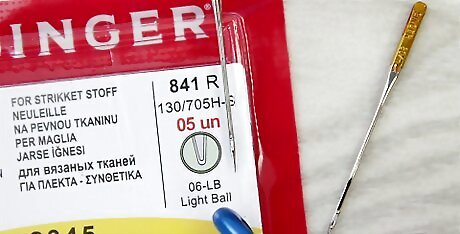 SINGER
841 R
130/705H-S
05 un
FOR STRIKKET STOFF
NEULEILLE
NA PEVNOU TKANINU
PER MAGLIA
JARSE İĞNESİ
для вязаных тканей
ΓΙΑ ΠΛΕΚΤΑ - ΣΥΝΘΕΤΙΚΑ
06-LB
Light Ball